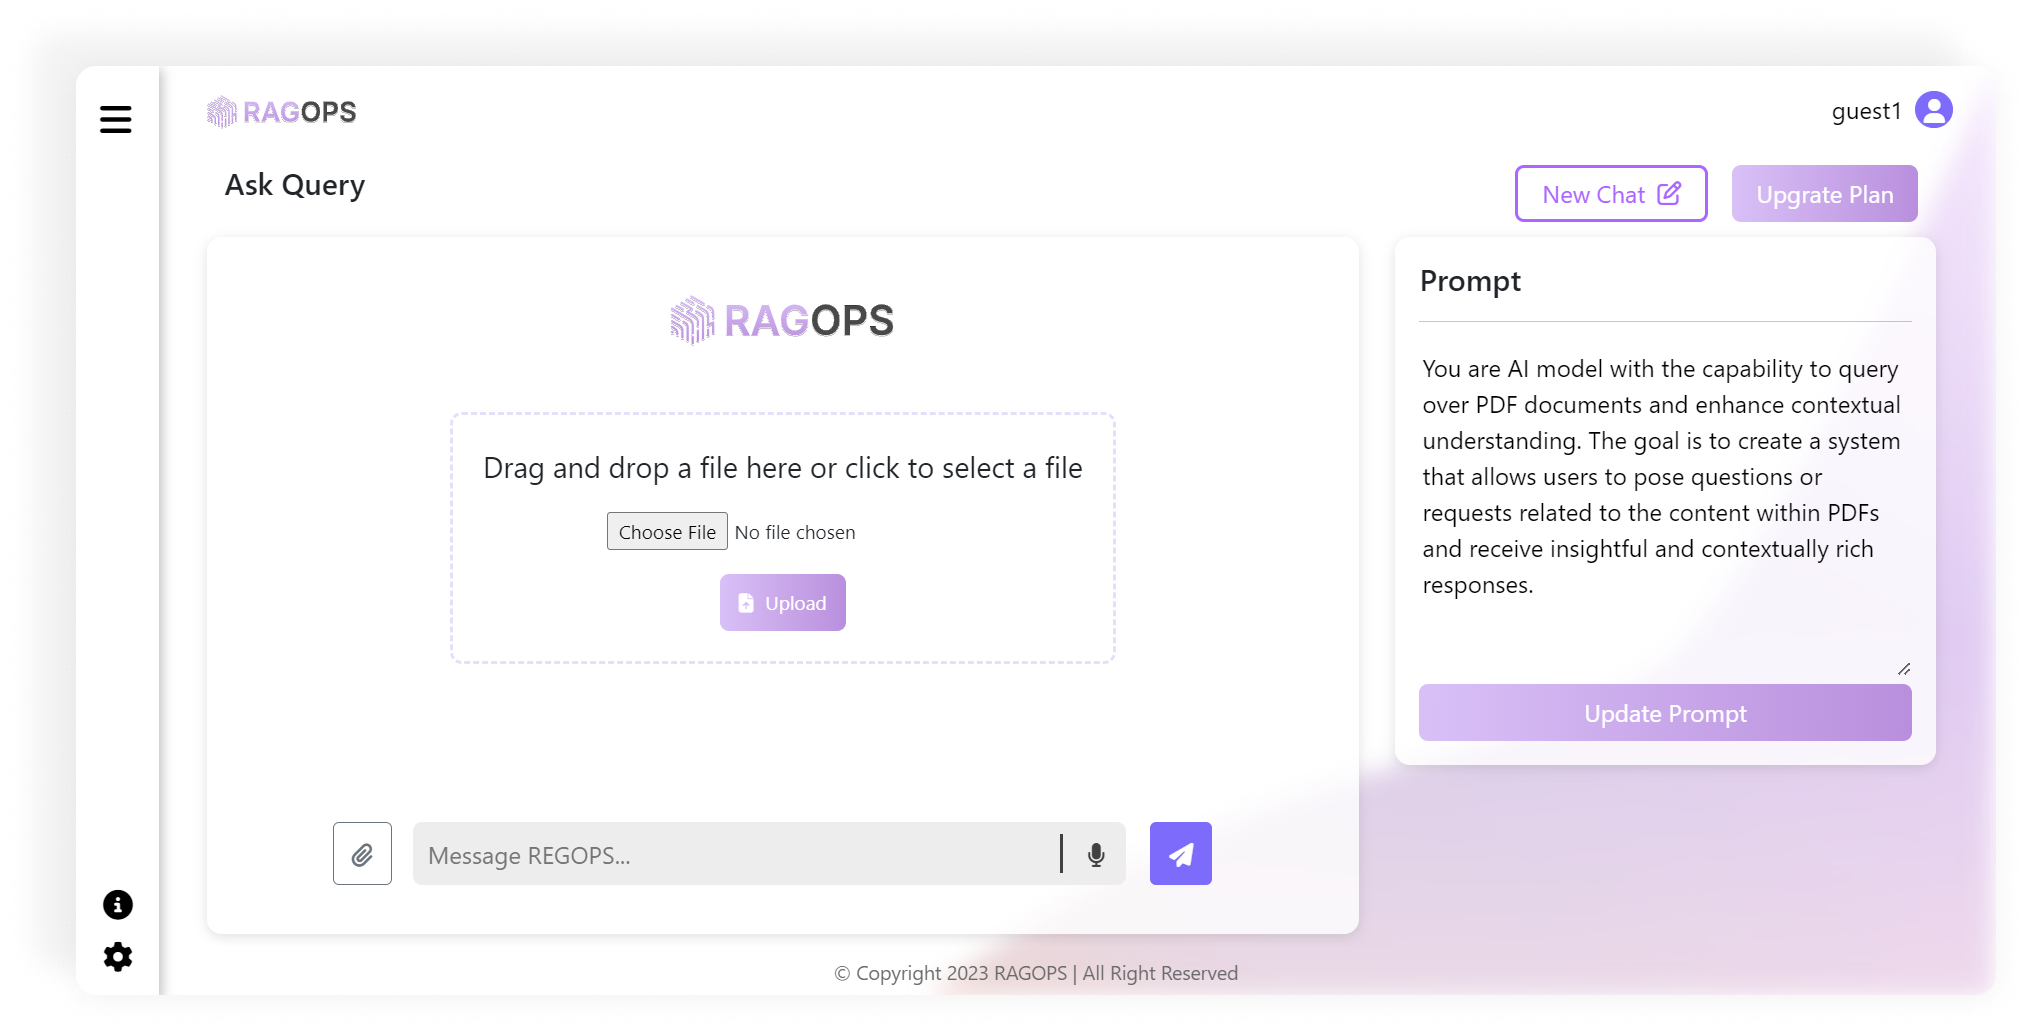 RAGOPS
guest1
Ask Query
New Chat
Upgrate Plan
RAGOPS
Drag and drop a file here or click to select a file
Choose File No file chosen
Upload
Message REGOPS...
Prompt
You are AI model with the capability to query
over PDF documents and enhance contextual
understanding. The goal is to create a system
that allows users to pose questions or
requests related to the content within PDFs
and receive insightful and contextually rich
responses.
Update Prompt
© Copyright 2023 RAGOPS | All Right Reserved